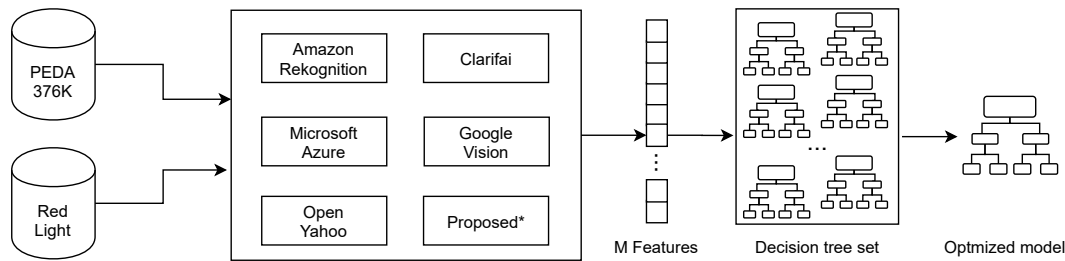 PEDA
376K
Red
Light
Amazon
Rekognition
Clarifai
Microsoft
Azure
Google
Vision
Open
Yahoo
Proposed*
...
M Features
...
Decision tree set
Optmized model